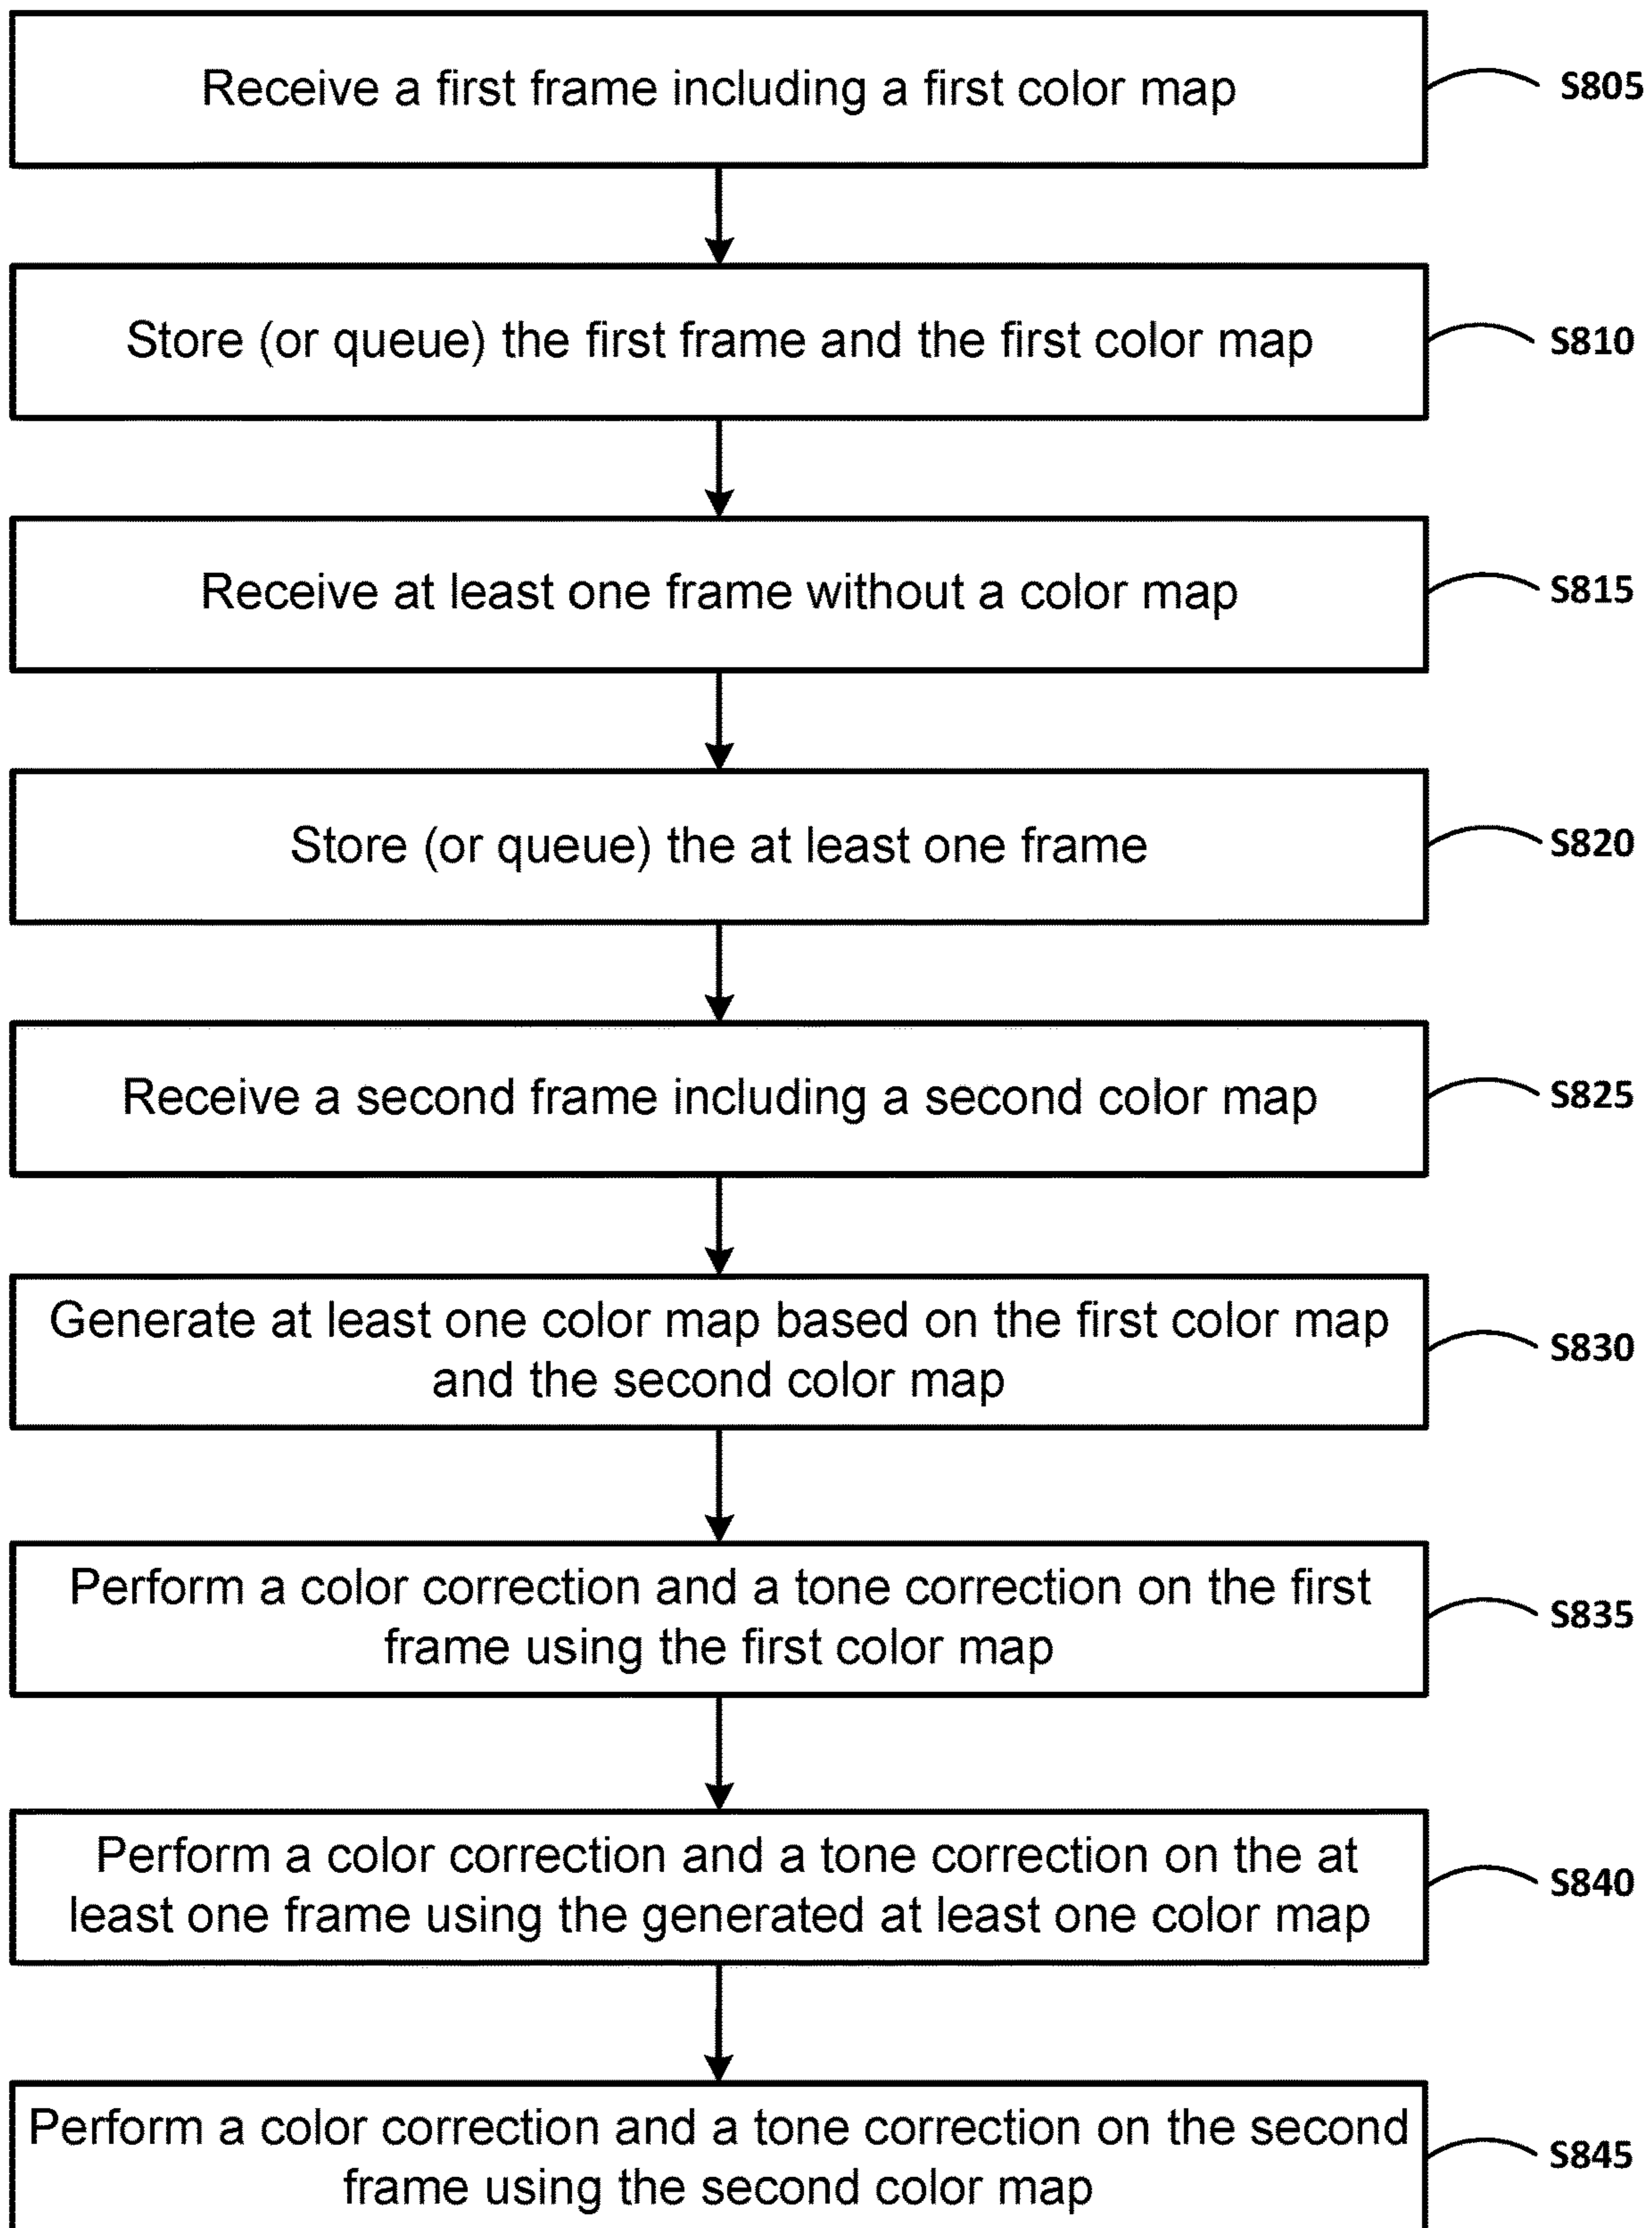 Receive a first frame including a first color map
S805
Store (or queue) the first frame and the first color map
S810
Receive at least one frame without a color map
S815
Store (or queue) the at least one frame
S820
Receive a second frame including a second color map
S825
Generate at least one color map based on the first color map
and the second color map
S830
Perform a color correction and a tone correction on the first
frame using the first color map
S835
Perform a color correction and a tone correction on the at
least one frame using the generated at least one color map
S840
Perform a color correction and a tone correction on the second
frame using the second color map
S845